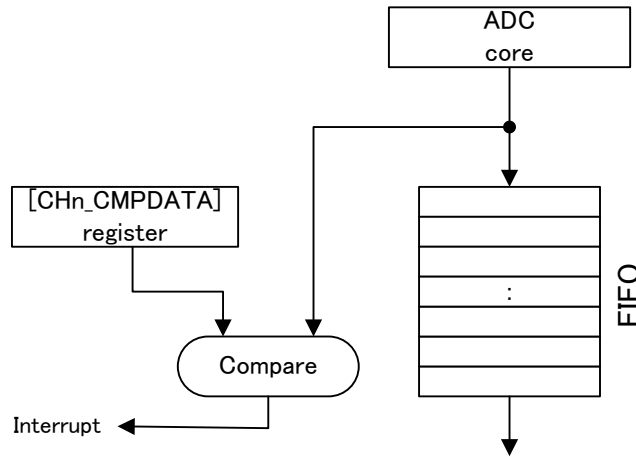 ADC
core
[CHn_CMPDATA]
register
:
FIFO
Compare
Interrupt